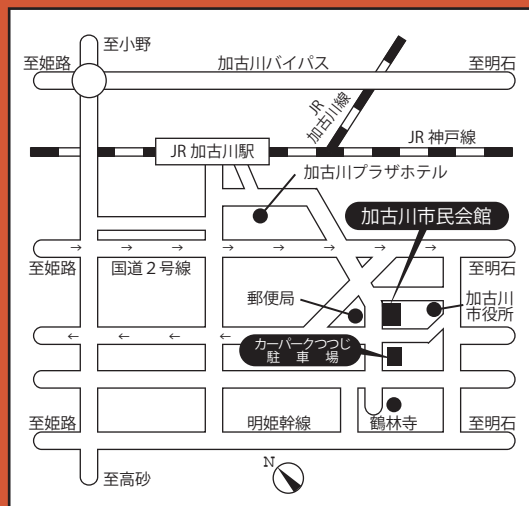 至小野
至姫路
加古川バイパス
至明石
JR
加古川線
JR 神戸線
JR 加古川駅
加古川プラザホテル
加古川市民会館
→ → → → → → → →
至姫路
国道２号線
至明石
郵便局
加古川
市役所
← ← ← ←
カーパークつつじ
駐車場
至姫路
明姫幹線
鶴林寺
至明石
至高砂
N